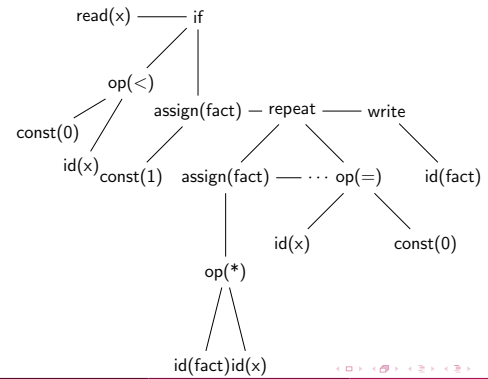 read(x) if
op(<)
assign(fact) repeat write
const(0)
id(x) const(1) assign(fact) ··· op(=) id(fact)
id(x) const(0)
op(*)
id(fact) id(x)